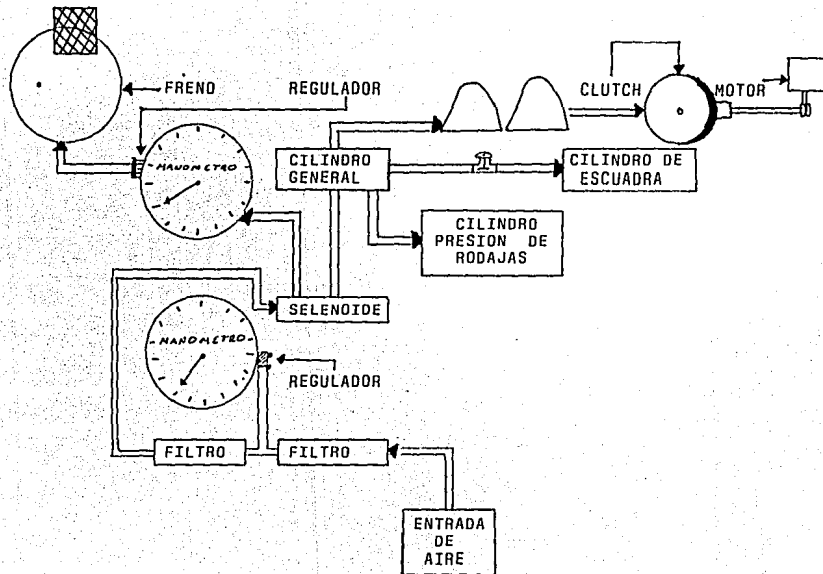 FRENO
REGULADOR
CLUTCH
MOTOR
MANOMETRO
CILINDRO
GENERAL
CILINDRO DE
ESCUADRA
CILINDRO
PRESION DE
RODAJAS
SELENOIDE
MANOMETRO
REGULADOR
FILTRO
FILTRO
ENTRADA
DE
AIRE